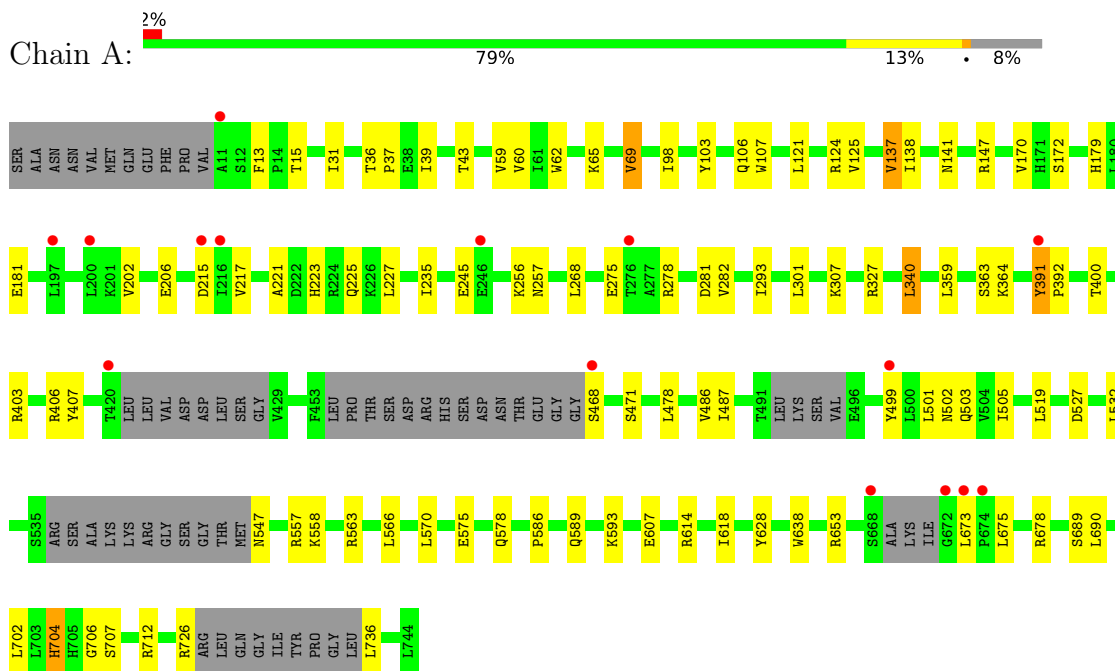 2%
Chain A:
79% 13% • 8%
SER ALA ASN ASN VAL MET GLN GLU PHE PRO VAL A11 S12 F13 P14 T15 I31 T36 P37 E38 I39 T43 V59 V60 I61 W62 K65 V69 I98 Y103 Q106 W107 L121 R124 V125 V137 I138 N141 R147 V170 H171 S172 H179 L180
E181 L197 L200 K201 V202 E206 D215 I216 V217 A221 D222 H223 R224 Q225 K226 L227 I235 E245 E246 K256 N257 L268 E275 T276 A277 R278 D281 V282 I293 L301 K307 R327 L340 L359 S363 K364 Y391 P392 T400
R403 R406 Y407 T420 LEU LEU VAL ASP ASP LEU SER GLY V429 F453 LEU PRO THR SER ASP ARG HIS SER ASP ASN THR GLU GLY GLY S468 S471 L478 V486 I487 T491 LEU LYS SER VAL E496 Y499 L500 L501 N502 Q503 V504 I505 L519 D527 L532
S535 ARG SER ALA LYS LYS ARG GLY SER GLY THR MET N547 R557 K558 R563 L566 L570 E575 Q578 P586 Q589 K593 E607 R614 I618 Y628 W638 R653 S668 ALA LYS ILE G672 L673 P674 L675 R678 S689 L690
L702 L703 H704 H705 G706 S707 R712 R726 ARG LEU GLN GLY ILE TYR PRO GLY LEU L736 L744